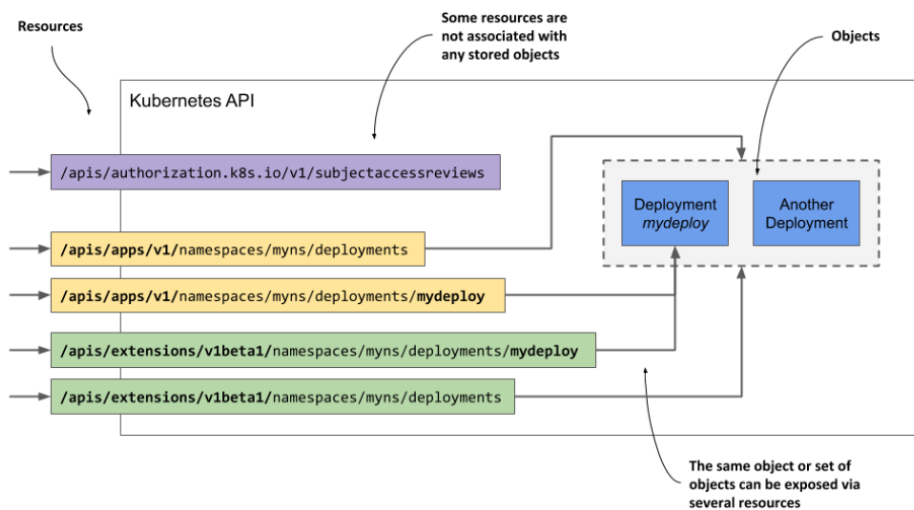 Resources
Some resources are
not associated with
any stored objects
Objects
Kubernetes API
/apis/authorization.k8s.io/v1/subjectaccessreviews
/apis/apps/v1/namespaces/myns/deployments
/apis/apps/v1/namespaces/myns/deployments/mydeploy
/apis/extensions/v1beta1/namespaces/myns/deployments/mydeploy
/apis/extensions/v1beta1/namespaces/myns/deployments
Deployment
mydeploy
Another
Deployment
The same object or set of
objects can be exposed via
several resources